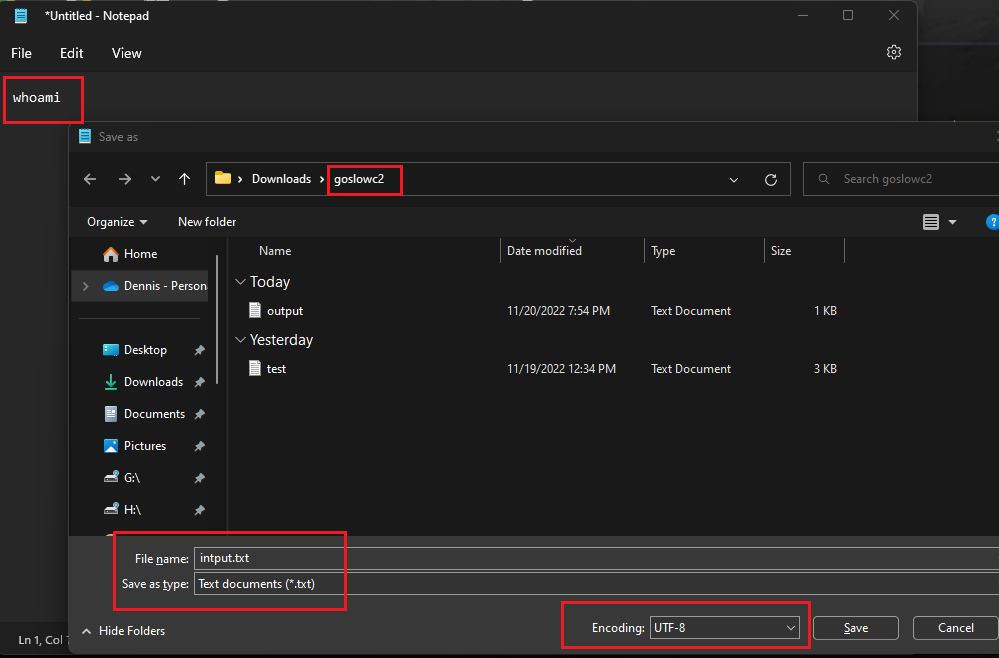 *Untitled - Notepad
File Edit View
whoami
Save as
Downloads goslowc2 Search goslowc2
Organize New folder ?
Name Date modified Type Size
Home
Dennis - Person
Today
output 11/20/2022 7:54 PM Text Document 1 KB
Yesterday
test 11/19/2022 12:34 PM Text Document 3 KB
Desktop
Downloads
Documents
Pictures
G:\
H:\
File name: intput.txt
Save as type: Text documents (*.txt)
Hide Folders Encoding: UTF-8 Save Cancel
Ln 1, Col